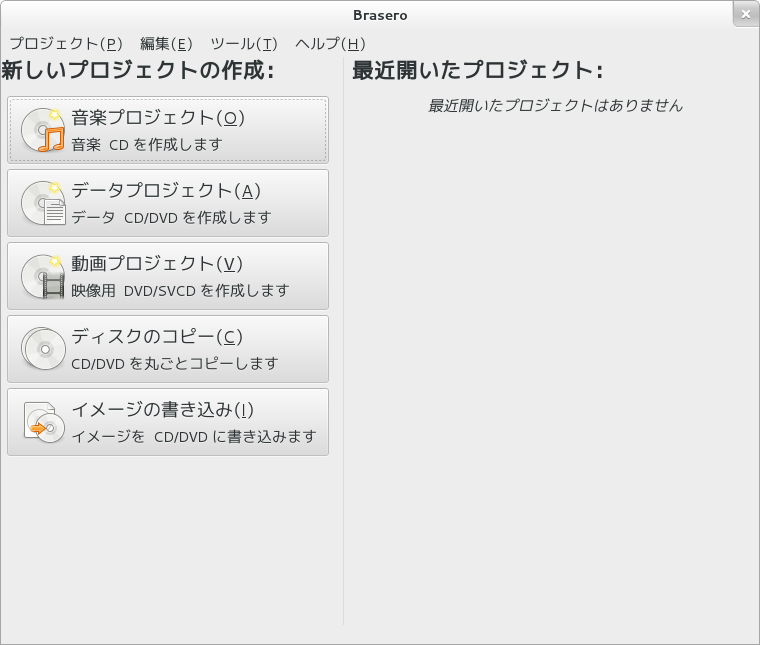 Brasero
プロジェクト(P) 編集(E) ツール(T) ヘルプ(H)
新しいプロジェクトの作成:
音楽プロジェクト(O)
音楽 CD を作成します
データプロジェクト(A)
データ CD/DVD を作成します
動画プロジェクト(V)
映像用 DVD/SVCD を作成します
ディスクのコピー(C)
CD/DVD を丸ごとコピーします
イメージの書き込み(I)
イメージを CD/DVD に書き込みます
最近開いたプロジェクト:
最近開いたプロジェクトはありません